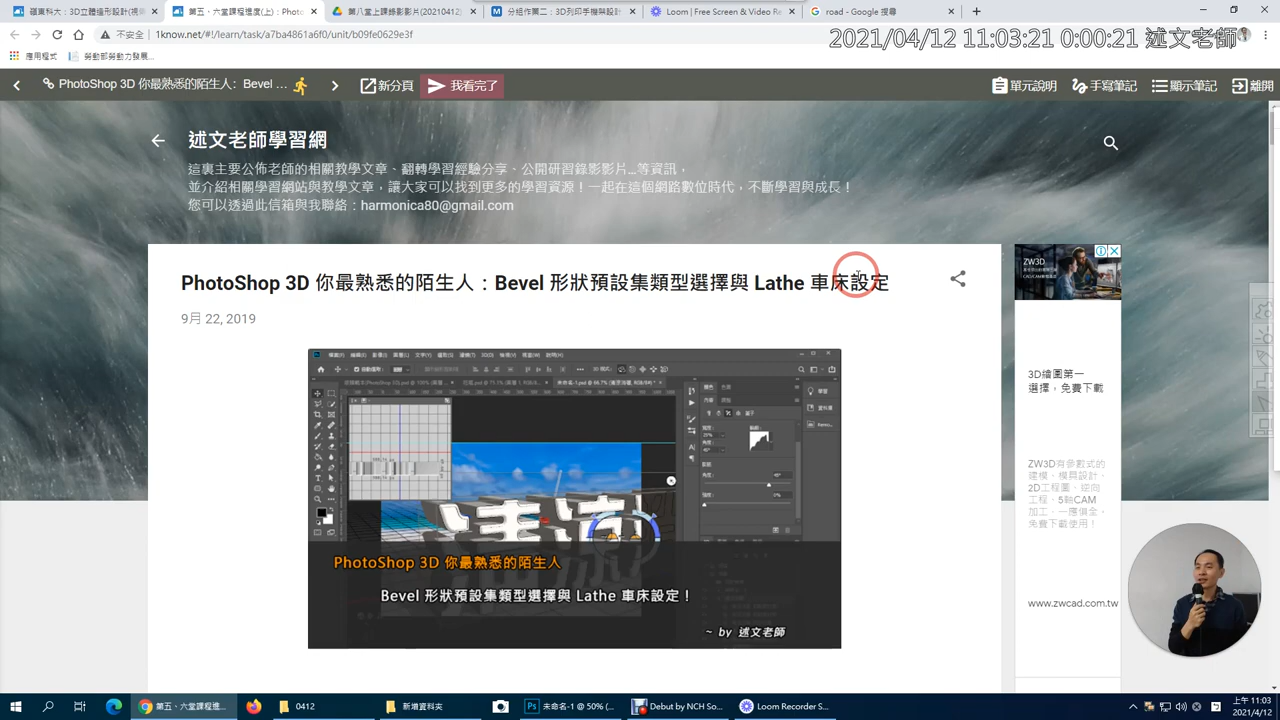 嶺東科大：3D立體造形設計(視傳
第五、六堂課程進度(上)：Photo
第八堂上課錄影影片(20210412)
分組作業二：3D列印手機架設計
Loom | Free Screen & Video Re
road - Google 搜尋
不安全
1know.net/#!/learn/task/a7ba4861a6f0/unit/b09fe0629e3f
2021/04/12 11:03:21 0:00:21 述文老師
應用程式
勞動部勞動力發展...
PhotoShop 3D 你最熟悉的陌生人：Bevel ...
新分頁
我看完了
單元說明
手寫筆記
顯示筆記
離開
述文老師學習網
這裏主要公佈老師的相關教學文章、翻轉學習經驗分享、公開研習錄影影片...等資訊，
並介紹相關學習網站與教學文章，讓大家可以找到更多的學習資源！一起在這個網路數位時代，不斷學習與成長！
您可以透過此信箱與我聯絡：harmonica80@gmail.com
PhotoShop 3D 你最熟悉的陌生人：Bevel 形狀預設集類型選擇與 Lathe 車床設定
9月 22, 2019
ZW3D
3D繪圖第一
選擇，免費下載
ZW3D有參數式的
建模、模具設計、
2D工程圖、逆向
工程、5軸CAM
加工，一應俱全，
免費下載使用！
www.zwcad.com.tw
PhotoShop 3D 你最熟悉的陌生人
Bevel 形狀預設集類型選擇與 Lathe 車床設定！
~ by 述文老師
第五、六堂課程進...
0412
新增資料夾
未命名-1 @ 50% (...
Debut by NCH So...
Loom Recorder S...
上午 11:03
2021/4/12